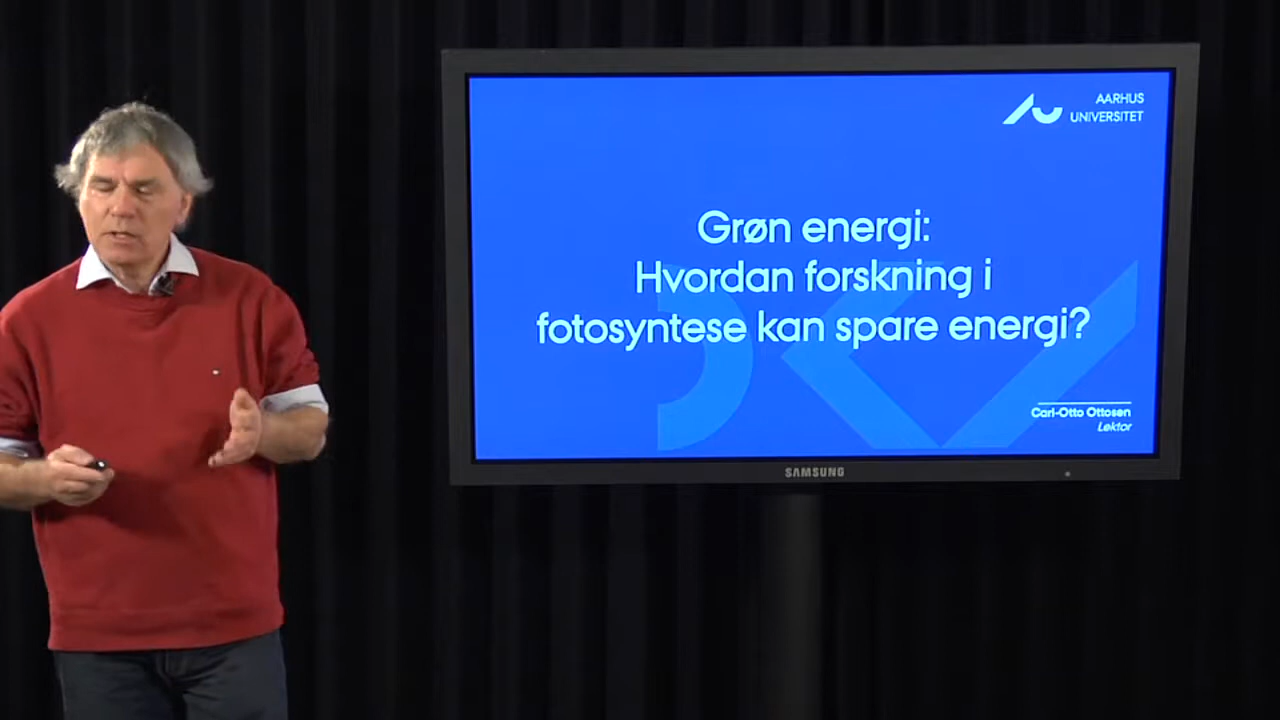 AARHUS
UNIVERSITET
Grøn energi:
Hvordan forskning i
fotosyntese kan spare energi?
Carl-Otto Ottosen
Lektor
SAMSUNG